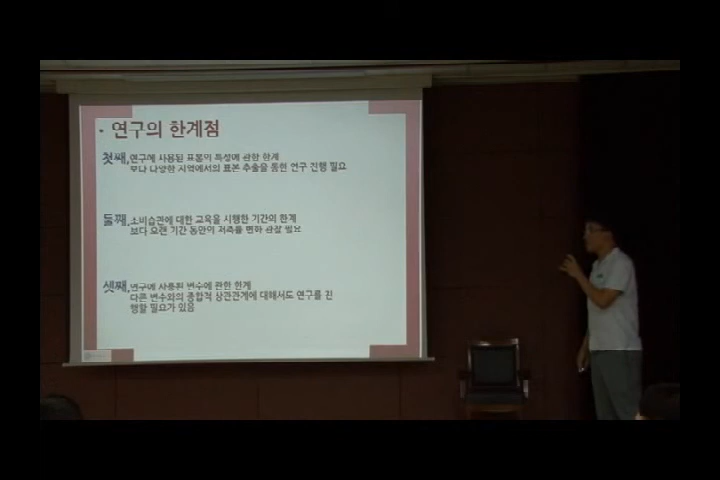 · 연구의 한계점
첫째, 연구에 사용된 표본의 특성에 관한 한계
보다 다양한 지역에서의 표본 추출을 통한 연구 진행 필요
둘째, 소비습관에 대한 교육을 시행한 기간의 한계
보다 오랜 기간 동안의 저축률 변화 관찰 필요
셋째, 연구에 사용된 변수에 관한 한계
다른 변수와의 종합적 상관관계에 대해서도 연구를 진
행할 필요가 있음